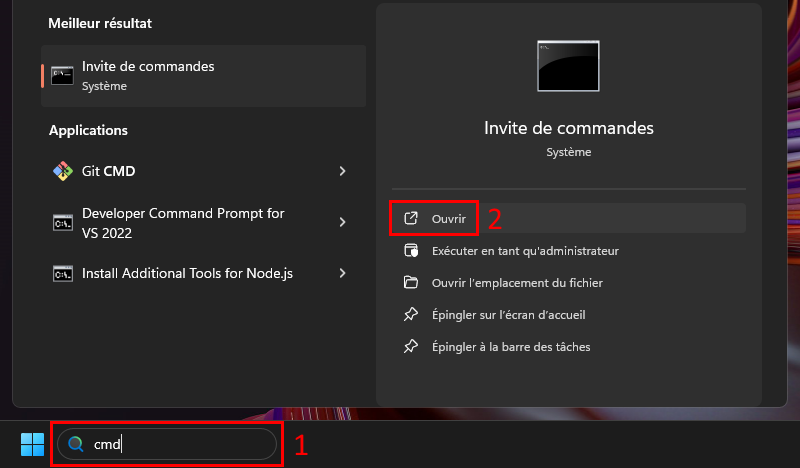 Meilleur résultat
Invite de commandes
Système
Applications
Git CMD
Developer Command Prompt for
VS 2022
Install Additional Tools for Node.js
Invite de commandes
Système
Ouvrir
2
Exécuter en tant qu'administrateur
Ouvrir l'emplacement du fichier
Épingler sur l'écran d'accueil
Épingler à la barre des tâches
cmd
1